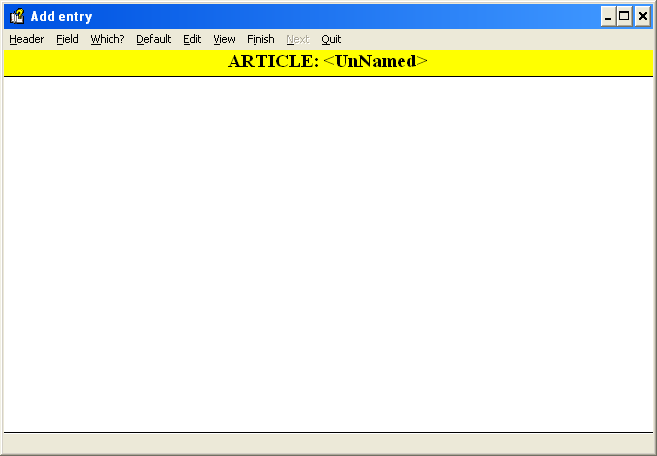 Add entry
Header Field Which? Default Edit View Finish Next Quit
ARTICLE: <UnNamed>